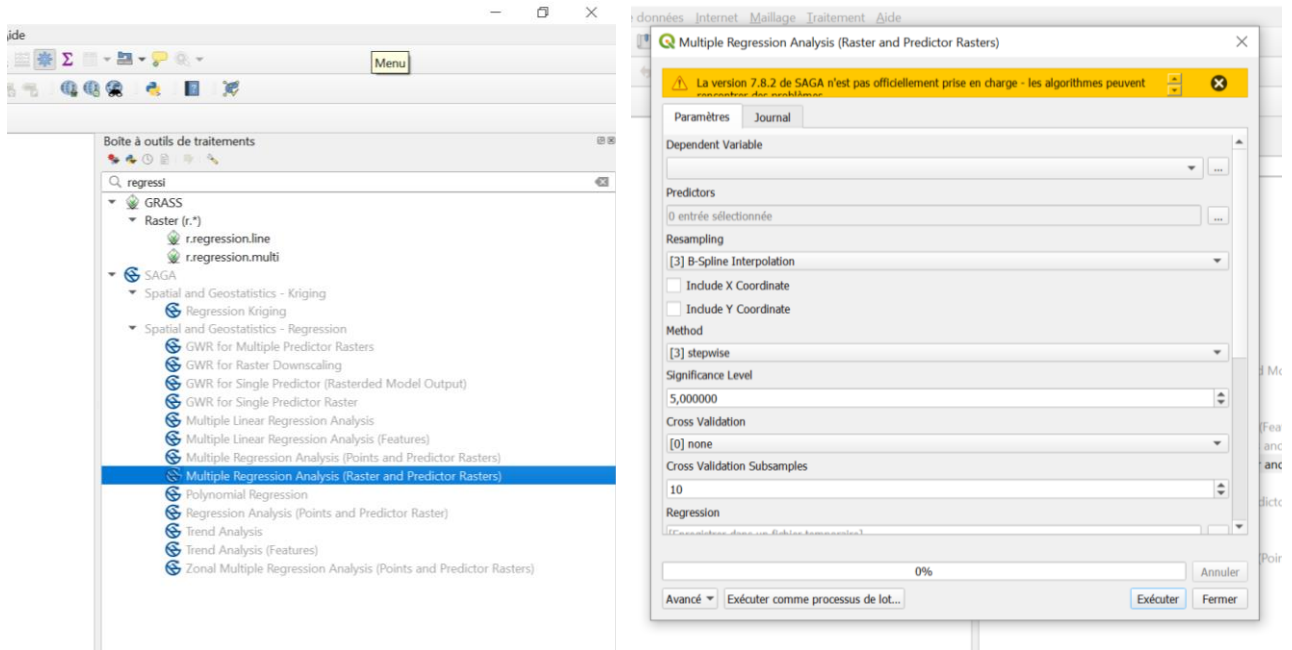 ide
Menu
Boîte à outils de traitements
regressi
GRASS
Raster (r.*)
r.regression.line
r.regression.multi
SAGA
Spatial and Geostatistics - Kriging
Regression Kriging
Spatial and Geostatistics - Regression
GWR for Multiple Predictor Rasters
GWR for Raster Downscaling
GWR for Single Predictor (Rasterded Model Output)
GWR for Single Predictor Raster
Multiple Linear Regression Analysis
Multiple Linear Regression Analysis (Features)
Multiple Regression Analysis (Points and Predictor Rasters)
Multiple Regression Analysis (Raster and Predictor Rasters)
Polynomial Regression
Regression Analysis (Points and Predictor Raster)
Trend Analysis
Trend Analysis (Features)
Zonal Multiple Regression Analysis (Points and Predictor Rasters)
données Internet Maillage Traitement Aide
Multiple Regression Analysis (Raster and Predictor Rasters)
La version 7.8.2 de SAGA n'est pas officiellement prise en charge - les algorithmes peuvent
rencontrer des problèmes
Paramètres Journal
Dependent Variable
...
Predictors
0 entrée sélectionnée
...
Resampling
[3] B-Spline Interpolation
Include X Coordinate
Include Y Coordinate
Method
[3] stepwise
Significance Level
5,000000
Cross Validation
[0] none
Cross Validation Subsamples
10
Regression
[Enregistrer dans un fichier temporaire]
0%
Annuler
Avancé
Exécuter comme processus de lot...
Exécuter
Fermer